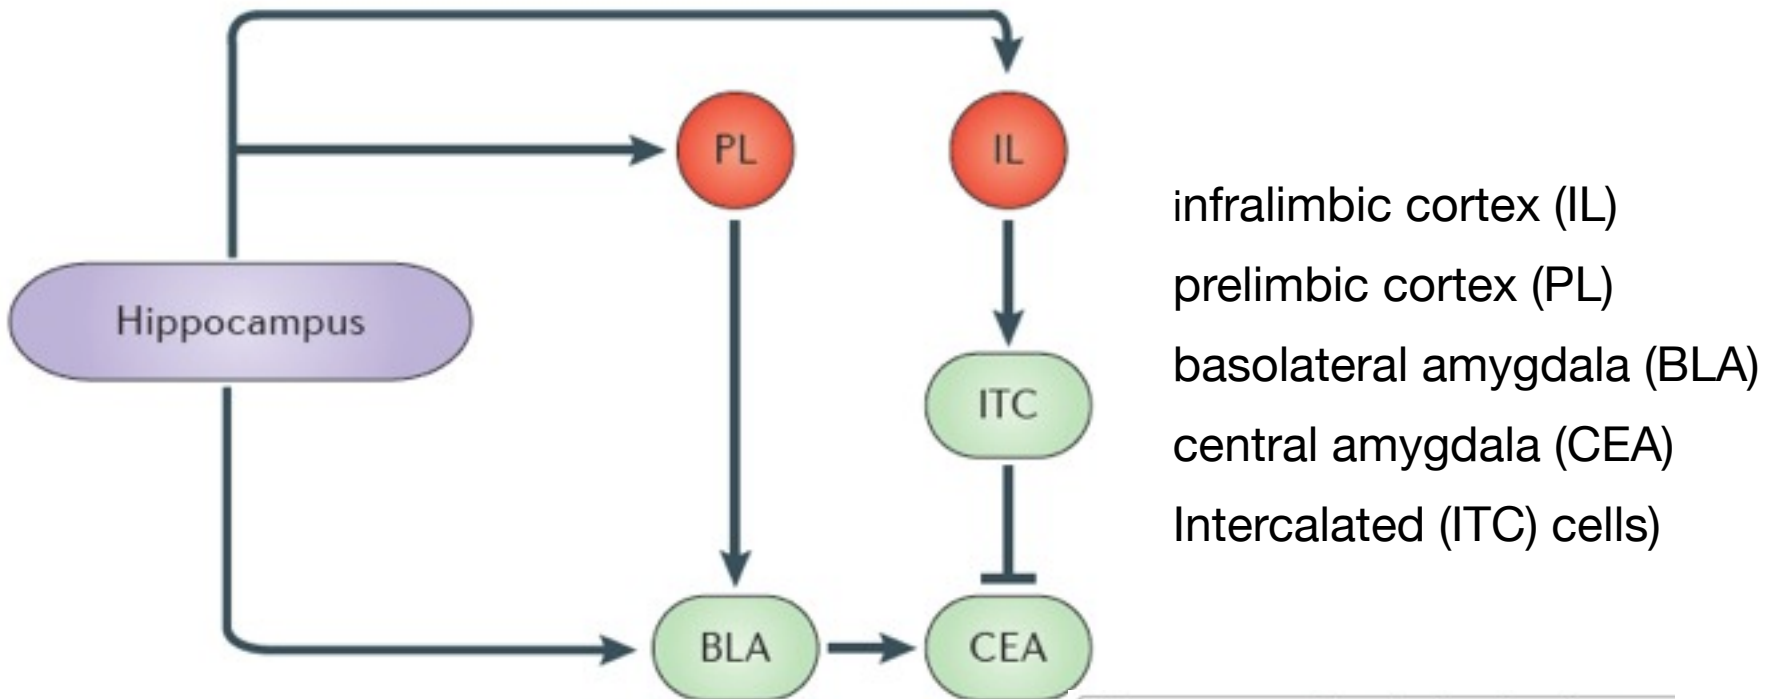 PL
IL
Hippocampus
ITC
BLA
CEA
infralimbic cortex (IL)
prelimbic cortex (PL)
basolateral amygdala (BLA)
central amygdala (CEA)
Intercalated (ITC) cells)